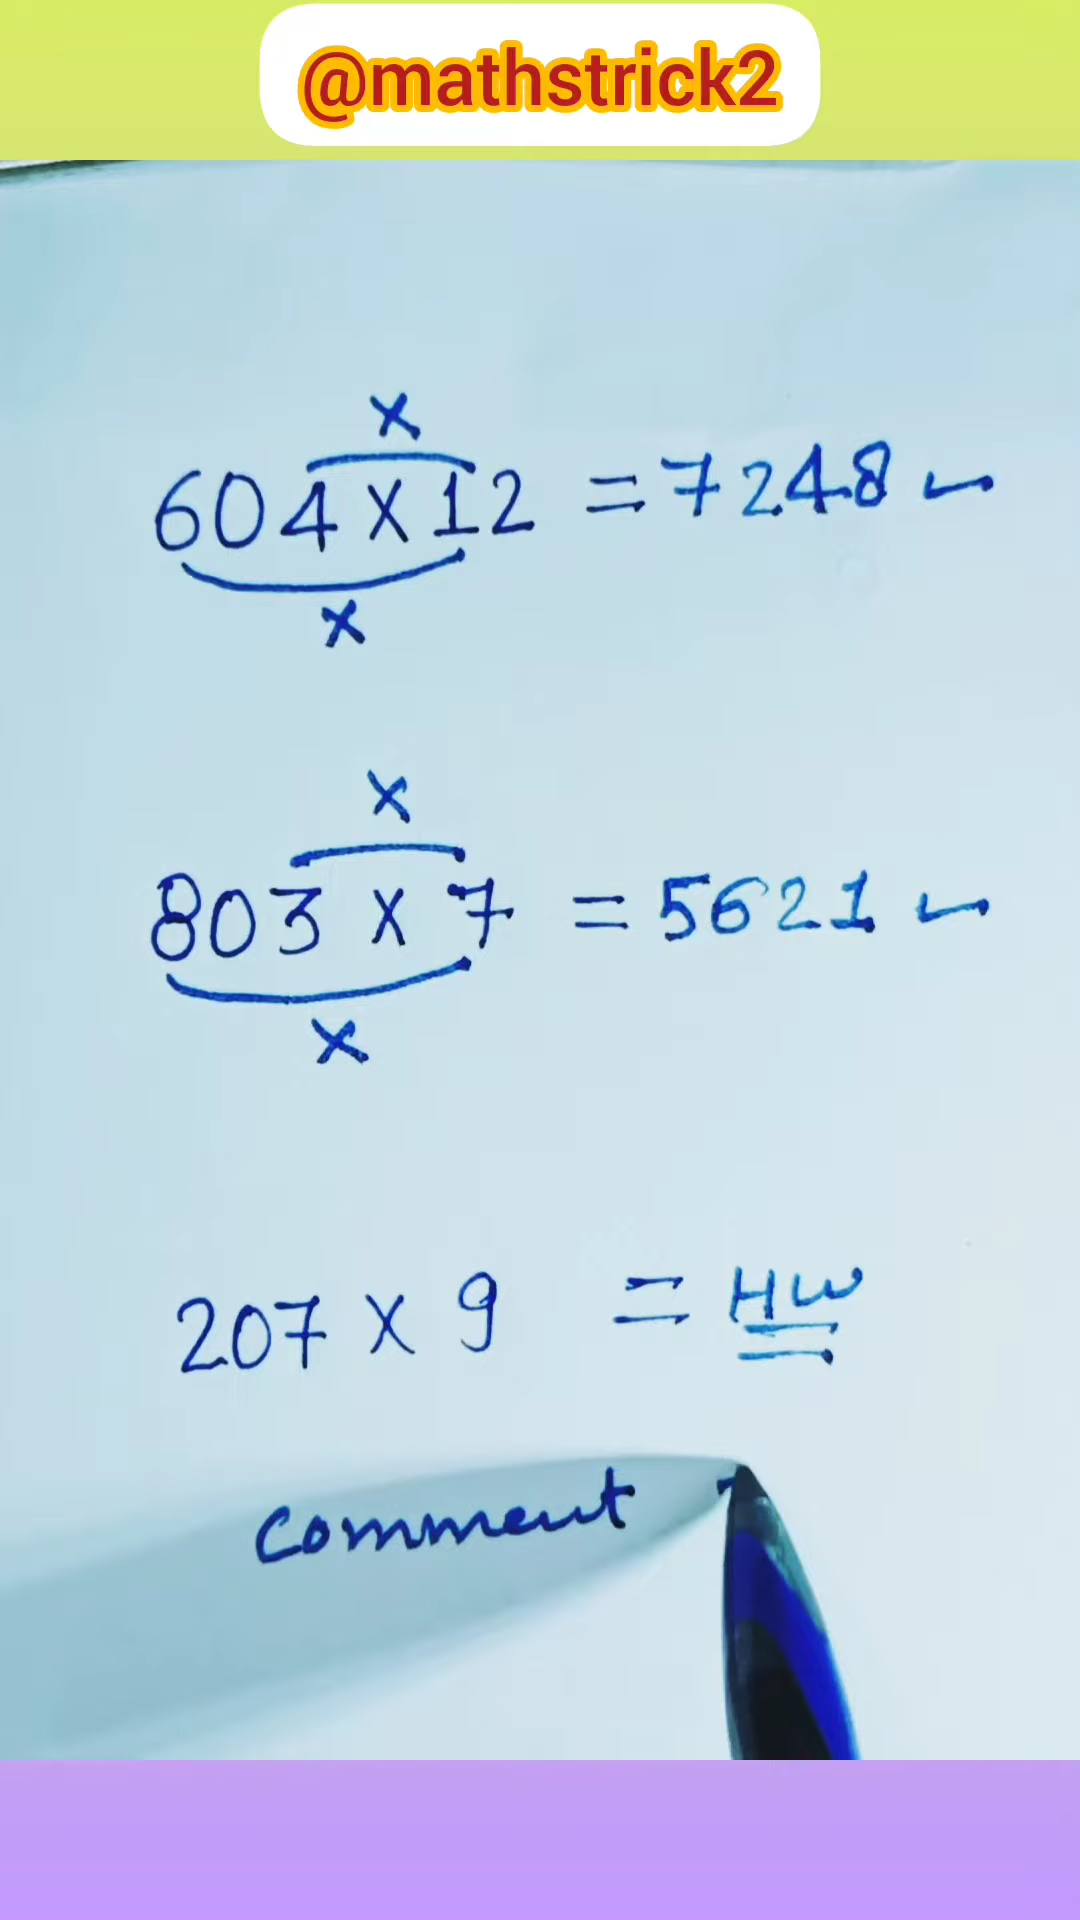 @mathstrick2
x
604 x 12 = 7248
x
x
803 x 7 = 5621
x
207 x 9 = HW
comment